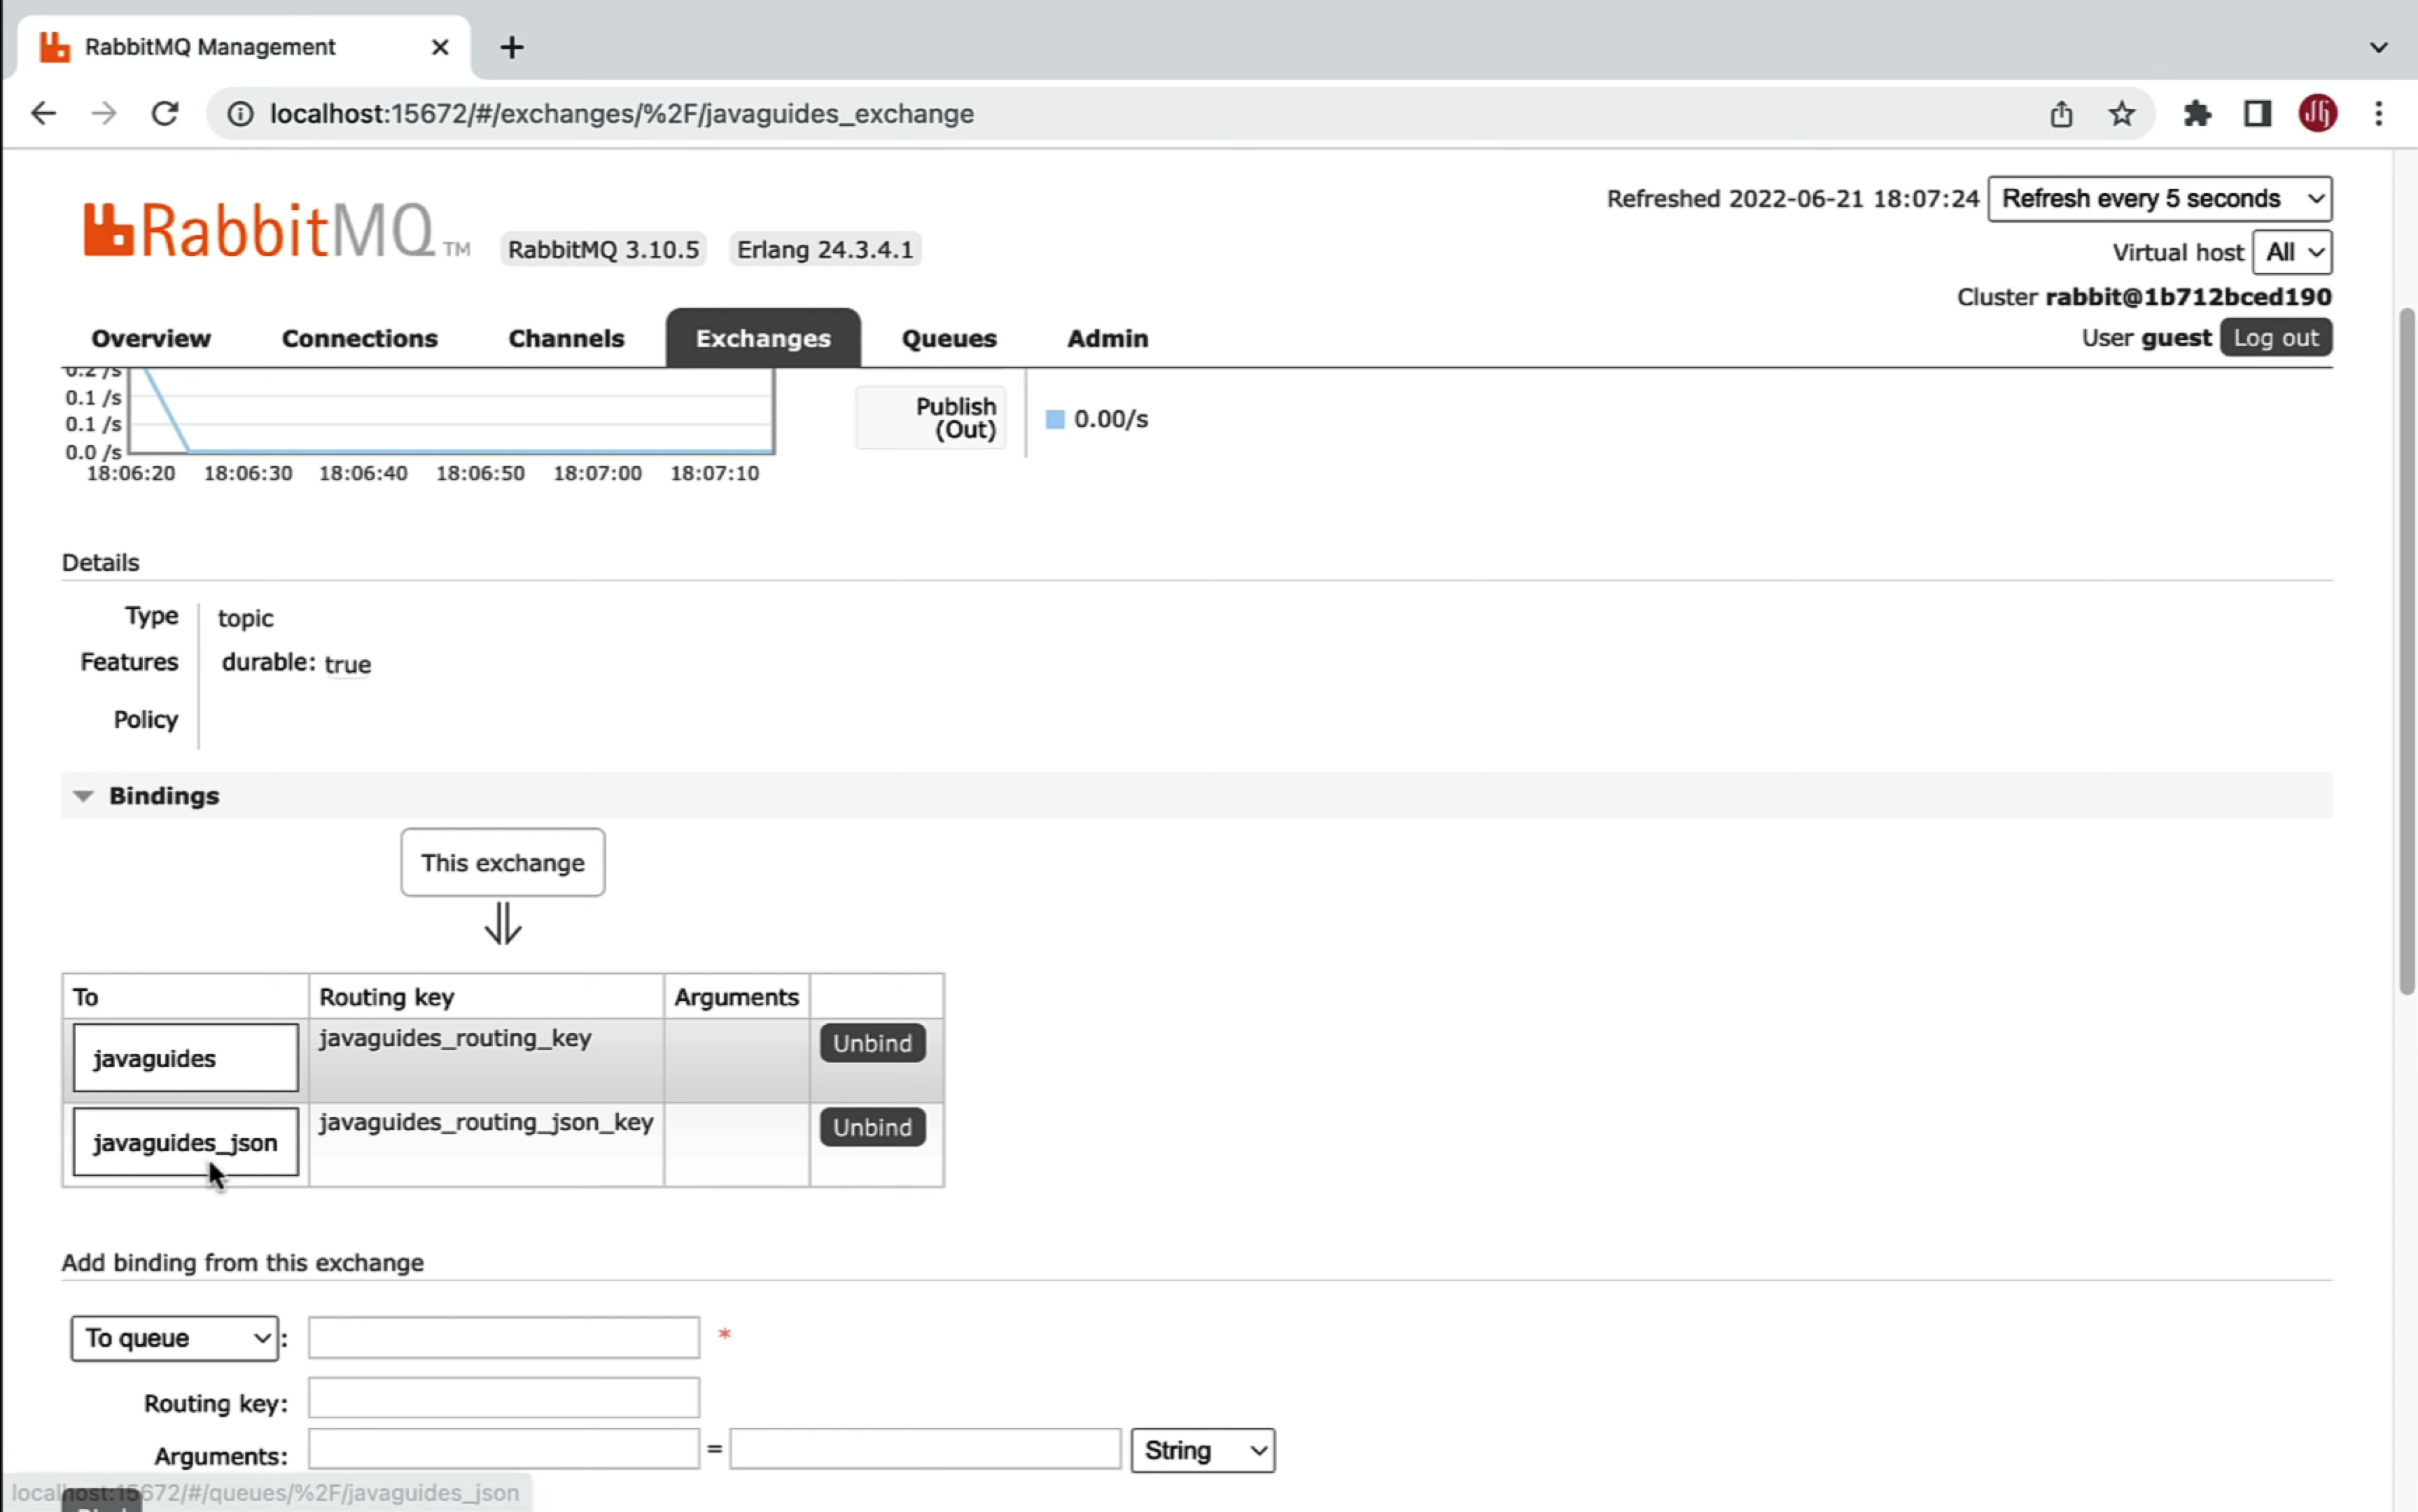 RabbitMQ Management
localhost:15672/#/exchanges/%2F/javaguides_exchange
Refreshed 2022-06-21 18:07:24 Refresh every 5 seconds
RabbitMQ TM RabbitMQ 3.10.5 Erlang 24.3.4.1
Virtual host All
Cluster rabbit@1b712bced190
User guest Log out
Overview Connections Channels Exchanges Queues Admin
0.2 /s
0.1 /s
0.1 /s
0.0 /s
18:06:20 18:06:30 18:06:40 18:06:50 18:07:00 18:07:10
Publish
(Out)
0.00/s
Details
Type topic
Features durable: true
Policy
Bindings
This exchange
To Routing key Arguments
javaguides javaguides_routing_key Unbind
javaguides_json javaguides_routing_json_key Unbind
Add binding from this exchange
To queue : *
Routing key:
Arguments: = String
localhost:15672/#/queues/%2F/javaguides_json